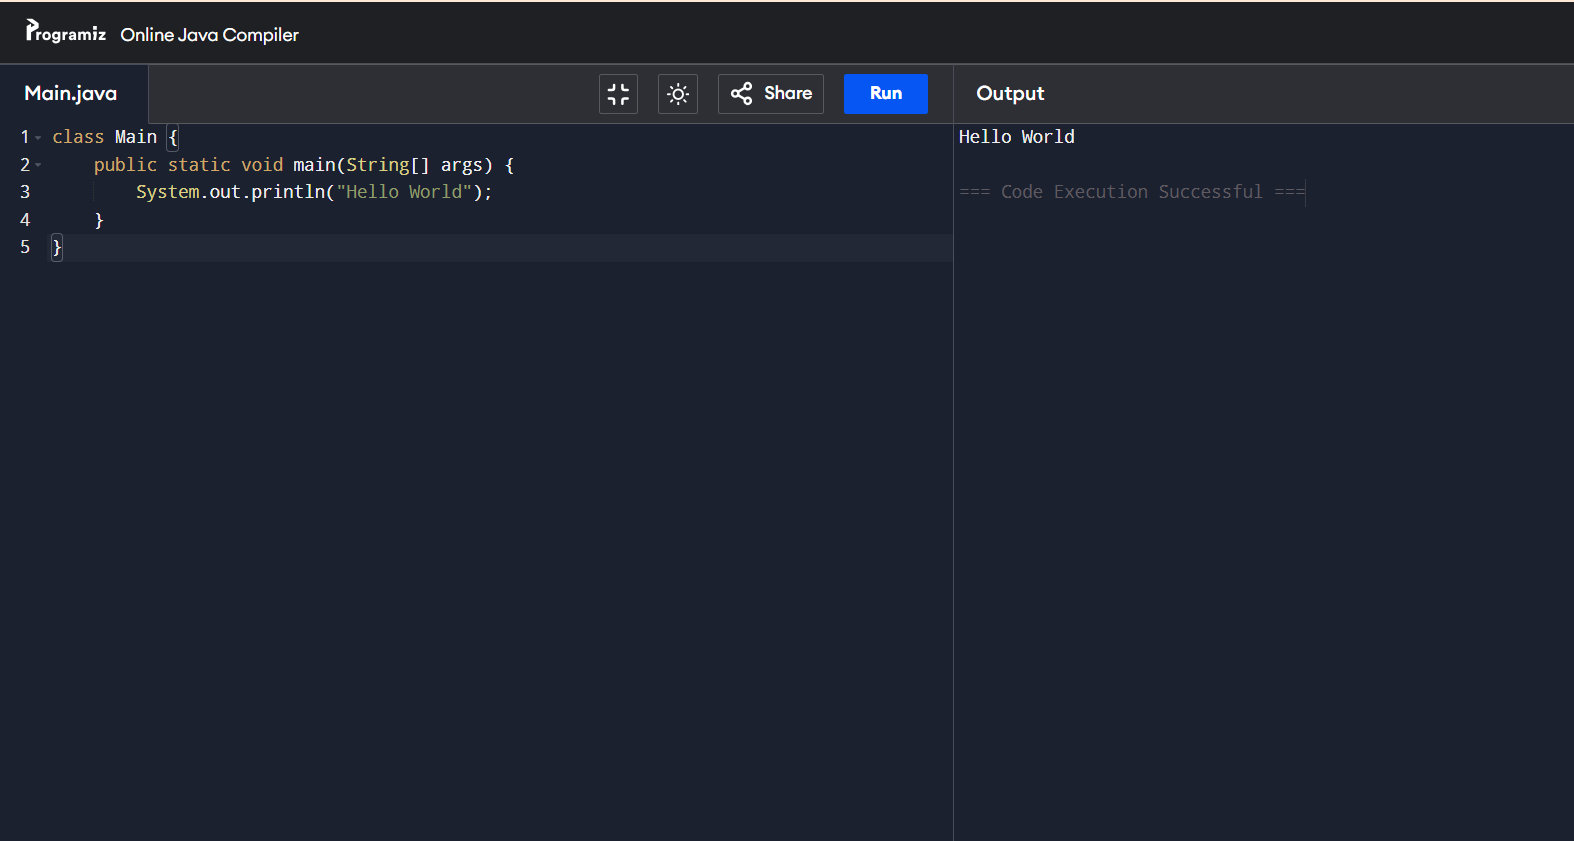 Programiz Online Java Compiler
Main.java Share Run Output
1 class Main {
2 public static void main(String[] args) {
3 System.out.println("Hello World");
4 }
5 }
Hello World
=== Code Execution Successful ===